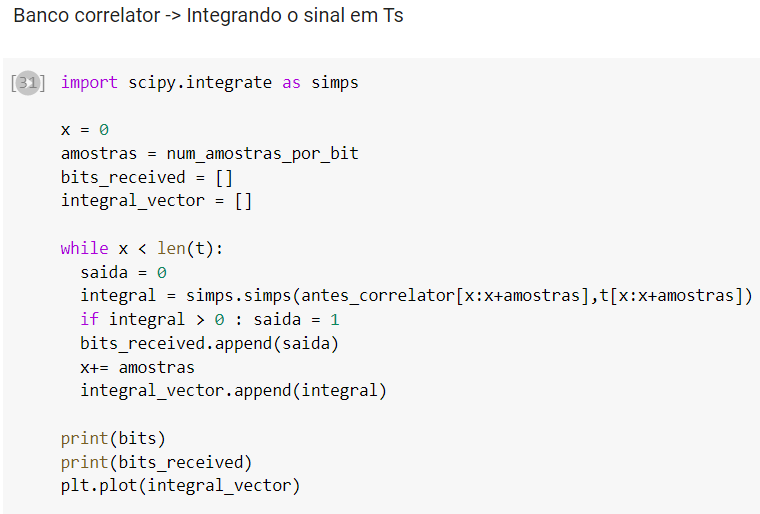 Banco correlator -> Integrando o sinal em Ts
[31] import scipy.integrate as simps
x = 0
amostras = num_amostras_por_bit
bits_received = []
integral_vector = []
while x < len(t):
  saida = 0
  integral = simps.simps(antes_correlator[x:x+amostras],t[x:x+amostras])
  if integral > 0 : saida = 1
  bits_received.append(saida)
  x+= amostras
  integral_vector.append(integral)
print(bits)
print(bits_received)
plt.plot(integral_vector)